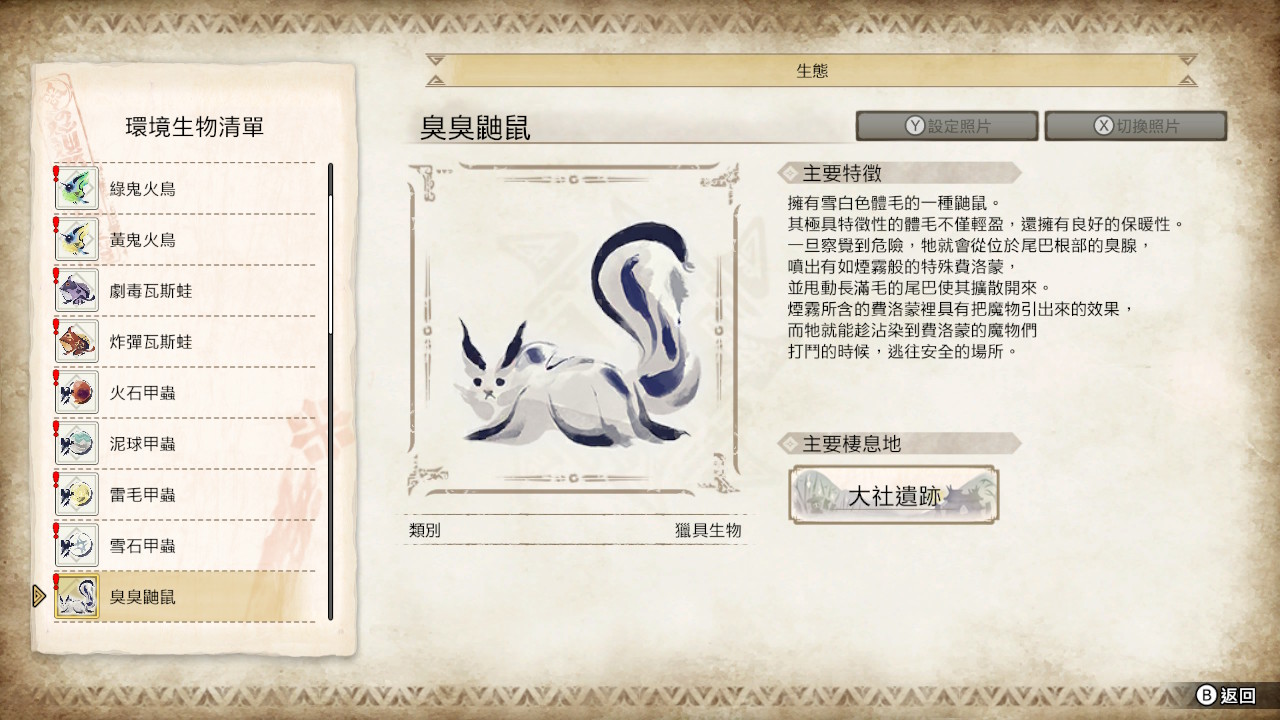 生態
環境生物清單
綠鬼火鳥
黃鬼火鳥
劇毒瓦斯蛙
炸彈瓦斯蛙
火石甲蟲
泥球甲蟲
雷毛甲蟲
雪石甲蟲
臭臭鼬鼠
臭臭鼬鼠
Y設定照片
X切換照片
主要特徵
擁有雪白色體毛的一種鼬鼠。
其極具特徵性的體毛不僅輕盈，還擁有良好的保暖性。
一旦察覺到危險，牠就會從位於尾巴根部的臭腺，
噴出有如煙霧般的特殊費洛蒙，
並甩動長滿毛的尾巴使其擴散開來。
煙霧所含的費洛蒙裡具有把魔物引出來的效果，
而牠就能趁沾染到費洛蒙的魔物們
打鬥的時候，逃往安全的場所。
主要棲息地
大社遺跡
類別
獵具生物
B返回